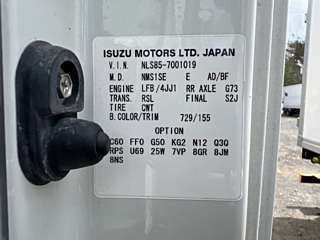 ISUZU MOTORS LTD. JAPAN
V.I.N. NLS85-7001019
M.D. NMS1SE E AD/BF
ENGINE LFB /4JJ1 RR AXLE G73
TRANS. RSL FINAL S2J
TIRE CWT
B.COLOR/TRIM 729/155
OPTION
C60 FFO G50 KG2 N12 Q3Q
RPS U69 25W 7VP 8GR 8JM
8NS